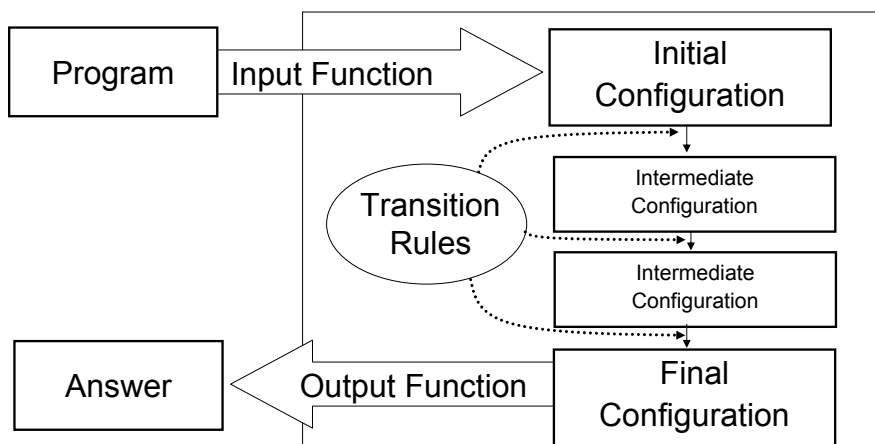 Program
Input Function
Initial
Configuration
Intermediate
Configuration
Transition
Rules
Intermediate
Configuration
Answer
Output Function
Final
Configuration